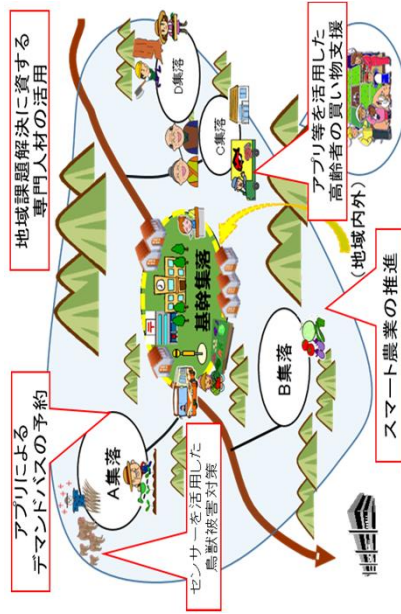 アプリによる
デマンドバスの予約
地域課題解決に資する
専門人材の活用
A集落
D集落
C集落
基幹集落
B集落
センサーを活用した
鳥獣被害対策
アプリ等を活用した
高齢者の買い物支援
(地域内外)
スマート農業の推進